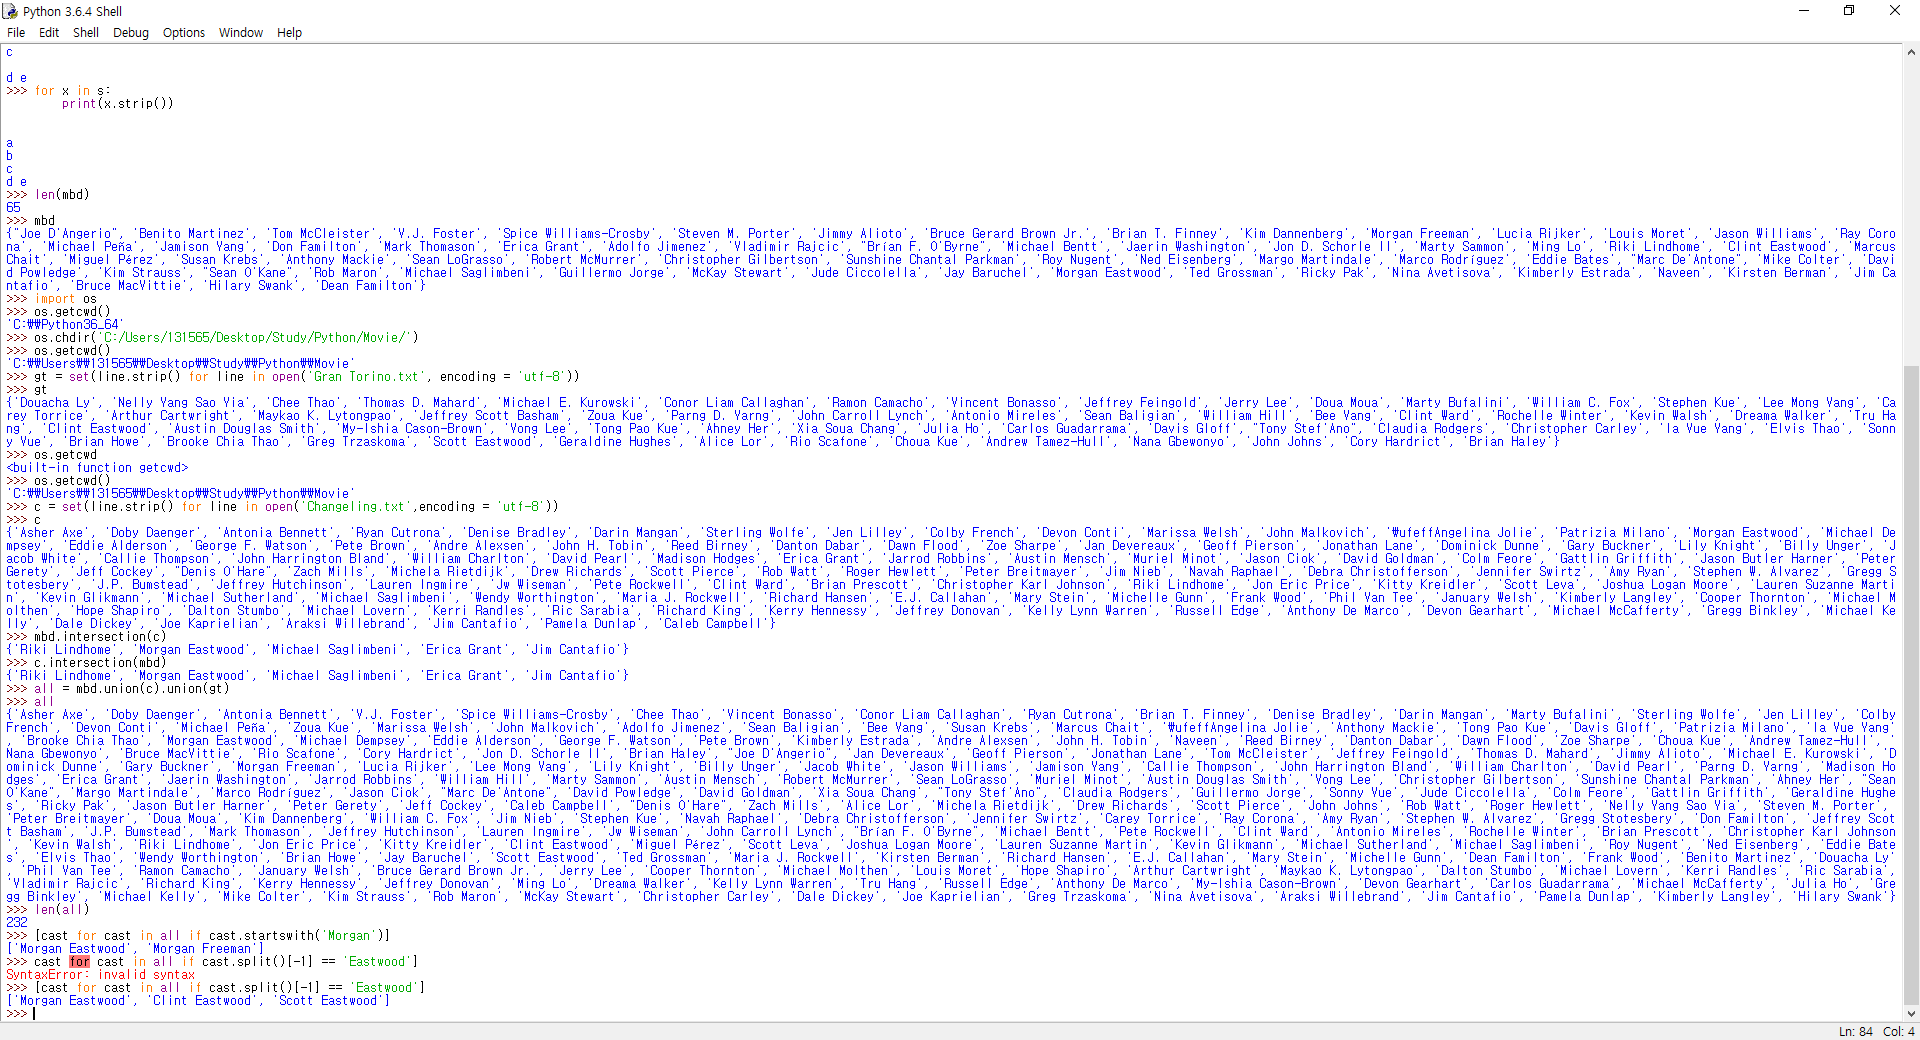 Python 3.6.4 Shell
File Edit Shell Debug Options Window Help
c
d e
>>> for x in s:
print(x.strip())
a
b
c
d e
>>> len(mbd)
65
>>> mbd
{"Joe D'Angerio", 'Benito Martinez', 'Tom McCleister', 'V.J. Foster', 'Spice Williams-Crosby', 'Steven M. Porter', 'Jimmy Alioto', 'Bruce Gerard Brown Jr.', 'Brian T. Finney', 'Kim Dannenberg', 'Morgan Freeman', 'Lucia Rijker', 'Louis Moret', 'Jason Williams', 'Ray Coro
na', 'Michael Peña', 'Jamison Yang', 'Don Familton', 'Mark Thomason', 'Erica Grant', 'Adolfo Jimenez', 'Vladimir Rajcic', "Brían F. O'Byrne", 'Michael Bentt', 'Jaerin Washington', 'Jon D. Schorle II', 'Marty Sammon', 'Ming Lo', 'Riki Lindhome', 'Clint Eastwood', 'Marcus
Chait', 'Miguel Pérez', 'Susan Krebs', 'Anthony Mackie', 'Sean LoGrasso', 'Robert McMurrer', 'Christopher Gilbertson', 'Sunshine Chantal Parkman', 'Roy Nugent', 'Ned Eisenberg', 'Margo Martindale', 'Marco Rodríguez', 'Eddie Bates', "Marc De'Antone", 'Mike Colter', 'Davi
d Powledge', 'Kim Strauss', "Sean O'Kane", 'Rob Maron', 'Michael Saglimbeni', 'Guillermo Jorge', 'McKay Stewart', 'Jude Ciccolella', 'Jay Baruchel', 'Morgan Eastwood', 'Ted Grossman', 'Ricky Pak', 'Nina Avetisova', 'Kimberly Estrada', 'Naveen', 'Kirsten Berman', 'Jim Ca
ntafio', 'Bruce MacVittie', 'Hilary Swank', 'Dean Familton'}
>>> import os
>>> os.getcwd()
'C:₩₩Python36_64'
>>> os.chdir('C:/Users/131565/Desktop/Study/Python/Movie/')
>>> os.getcwd()
'C:₩₩Users₩₩131565₩₩Desktop₩₩Study₩₩Python₩₩Movie'
>>> gt = set(line.strip() for line in open('Gran Torino.txt', encoding = 'utf-8'))
>>> gt
{'Douacha Ly', 'Nelly Yang Sao Yia', 'Chee Thao', 'Thomas D. Mahard', 'Michael E. Kurowski', 'Conor Liam Callaghan', 'Ramon Camacho', 'Vincent Bonasso', 'Jeffrey Feingold', 'Jerry Lee', 'Doua Moua', 'Marty Bufalini', 'William C. Fox', 'Stephen Kue', 'Lee Mong Vang', 'Ca
rey Torrice', 'Arthur Cartwright', 'Maykao K. Lytongpao', 'Jeffrey Scott Basham', 'Zoua Kue', 'Parng D. Yarng', 'John Carroll Lynch', 'Antonio Mireles', 'Sean Baligian', 'William Hill', 'Bee Vang', 'Clint Ward', 'Rochelle Winter', 'Kevin Walsh', 'Dreama Walker', 'Tru Ha
ng', 'Clint Eastwood', 'Austin Douglas Smith', 'My-Ishia Cason-Brown', 'Vong Lee', 'Tong Pao Kue', 'Ahney Her', 'Xia Soua Chang', 'Julia Ho', 'Carlos Guadarrama', 'Davis Gloff', "Tony Stef'Ano", 'Claudia Rodgers', 'Christopher Carley', 'Ia Vue Yang', 'Elvis Thao', 'Sonn
y Vue', 'Brian Howe', 'Brooke Chia Thao', 'Greg Trzaskoma', 'Scott Eastwood', 'Geraldine Hughes', 'Alice Lor', 'Rio Scafone', 'Choua Kue', 'Andrew Tamez-Hull', 'Nana Gbewonyo', 'John Johns', 'Cory Hardrict', 'Brian Haley'}
>>> os.getcwd
<built-in function getcwd>
>>> os.getcwd()
'C:₩₩Users₩₩131565₩₩Desktop₩₩Study₩₩Python₩₩Movie'
>>> c = set(line.strip() for line in open('Changeling.txt',encoding = 'utf-8'))
>>> c
{'Asher Axe', 'Doby Daenger', 'Antonia Bennett', 'Ryan Cutrona', 'Denise Bradley', 'Darin Mangan', 'Sterling Wolfe', 'Jen Lilley', 'Colby French', 'Devon Conti', 'Marissa Welsh', 'John Malkovich', '₩ufeffAngelina Jolie', 'Patrizia Milano', 'Morgan Eastwood', 'Michael De
mpsey', 'Eddie Alderson', 'George F. Watson', 'Pete Brown', 'Andre Alexsen', 'John H. Tobin', 'Reed Birney', 'Danton Dabar', 'Dawn Flood', 'Zoe Sharpe', 'Jan Devereaux', 'Geoff Pierson', 'Jonathan Lane', 'Dominick Dunne', 'Gary Buckner', 'Lily Knight', 'Billy Unger', 'J
acob White', 'Callie Thompson', 'John Harrington Bland', 'William Charlton', 'David Pearl', 'Madison Hodges', 'Erica Grant', 'Jarrod Robbins', 'Austin Mensch', 'Muriel Minot', 'Jason Ciok', 'David Goldman', 'Colm Feore', 'Gattlin Griffith', 'Jason Butler Harner', 'Peter
Gerety', 'Jeff Cockey', "Denis O'Hare", 'Zach Mills', 'Michela Rietdijk', 'Drew Richards', 'Scott Pierce', 'Rob Watt', 'Roger Hewlett', 'Peter Breitmayer', 'Jim Nieb', 'Navah Raphael', 'Debra Christofferson', 'Jennifer Swirtz', 'Amy Ryan', 'Stephen W. Alvarez', 'Gregg S
totesbery', 'J.P. Bumstead', 'Jeffrey Hutchinson', 'Lauren Ingmire', 'Jw Wiseman', 'Pete Rockwell', 'Clint Ward', 'Brian Prescott', 'Christopher Karl Johnson', 'Riki Lindhome', 'Jon Eric Price', 'Kitty Kreidler', 'Scott Leva', 'Joshua Logan Moore', 'Lauren Suzanne Marti
n', 'Kevin Glikmann', 'Michael Sutherland', 'Michael Saglimbeni', 'Wendy Worthington', 'Maria J. Rockwell', 'Richard Hansen', 'E.J. Callahan', 'Mary Stein', 'Michelle Gunn', 'Frank Wood', 'Phil Van Tee', 'January Welsh', 'Kimberly Langley', 'Cooper Thornton', 'Michael M
olthen', 'Hope Shapiro', 'Dalton Stumbo', 'Michael Lovern', 'Kerri Randles', 'Ric Sarabia', 'Richard King', 'Kerry Hennessy', 'Jeffrey Donovan', 'Kelly Lynn Warren', 'Russell Edge', 'Anthony De Marco', 'Devon Gearhart', 'Michael McCafferty', 'Gregg Binkley', 'Michael Ke
lly', 'Dale Dickey', 'Joe Kaprielian', 'Araksi Willebrand', 'Jim Cantafio', 'Pamela Dunlap', 'Caleb Campbell'}
>>> mbd.intersection(c)
{'Riki Lindhome', 'Morgan Eastwood', 'Michael Saglimbeni', 'Erica Grant', 'Jim Cantafio'}
>>> c.intersection(mbd)
{'Riki Lindhome', 'Morgan Eastwood', 'Michael Saglimbeni', 'Erica Grant', 'Jim Cantafio'}
>>> all = mbd.union(c).union(gt)
>>> all
{'Asher Axe', 'Doby Daenger', 'Antonia Bennett', 'V.J. Foster', 'Spice Williams-Crosby', 'Chee Thao', 'Vincent Bonasso', 'Conor Liam Callaghan', 'Ryan Cutrona', 'Brian T. Finney', 'Denise Bradley', 'Darin Mangan', 'Marty Bufalini', 'Sterling Wolfe', 'Jen Lilley', 'Colby
French', 'Devon Conti', 'Michael Peña', 'Zoua Kue', 'Marissa Welsh', 'John Malkovich', 'Adolfo Jimenez', 'Sean Baligian', 'Bee Vang', 'Susan Krebs', 'Marcus Chait', '₩ufeffAngelina Jolie', 'Anthony Mackie', 'Tong Pao Kue', 'Davis Gloff', 'Patrizia Milano', 'Ia Vue Yang'
, 'Brooke Chia Thao', 'Morgan Eastwood', 'Michael Dempsey', 'Eddie Alderson', 'George F. Watson', 'Pete Brown', 'Kimberly Estrada', 'Andre Alexsen', 'John H. Tobin', 'Naveen', 'Reed Birney', 'Danton Dabar', 'Dawn Flood', 'Zoe Sharpe', 'Choua Kue', 'Andrew Tamez-Hull', '
Nana Gbewonyo', 'Bruce MacVittie', 'Rio Scafone', 'Cory Hardrict', 'Jon D. Schorle II', 'Brian Haley', "Joe D'Angerio", 'Jan Devereaux', 'Geoff Pierson', 'Jonathan Lane', 'Tom McCleister', 'Jeffrey Feingold', 'Thomas D. Mahard', 'Jimmy Alioto', 'Michael E. Kurowski', 'D
ominick Dunne', 'Gary Buckner', 'Morgan Freeman', 'Lucia Rijker', 'Lee Mong Vang', 'Lily Knight', 'Billy Unger', 'Jacob White', 'Jason Williams', 'Jamison Yang', 'Callie Thompson', 'John Harrington Bland', 'William Charlton', 'David Pearl', 'Parng D. Yarng', 'Madison Ho
dges', 'Erica Grant', 'Jaerin Washington', 'Jarrod Robbins', 'William Hill', 'Marty Sammon', 'Austin Mensch', 'Robert McMurrer', 'Sean LoGrasso', 'Muriel Minot', 'Austin Douglas Smith', 'Vong Lee', 'Christopher Gilbertson', 'Sunshine Chantal Parkman', 'Ahney Her', "Sean
O'Kane", 'Margo Martindale', 'Marco Rodríguez', 'Jason Ciok', "Marc De'Antone", 'David Powledge', 'David Goldman', 'Xia Soua Chang', "Tony Stef'Ano", 'Claudia Rodgers', 'Guillermo Jorge', 'Sonny Vue', 'Jude Ciccolella', 'Colm Feore', 'Gattlin Griffith', 'Geraldine Hughe
s', 'Ricky Pak', 'Jason Butler Harner', 'Peter Gerety', 'Jeff Cockey', 'Caleb Campbell', "Denis O'Hare", 'Zach Mills', 'Alice Lor', 'Michela Rietdijk', 'Drew Richards', 'Scott Pierce', 'John Johns', 'Rob Watt', 'Roger Hewlett', 'Nelly Yang Sao Yia', 'Steven M. Porter',
'Peter Breitmayer', 'Doua Moua', 'Kim Dannenberg', 'William C. Fox', 'Jim Nieb', 'Stephen Kue', 'Navah Raphael', 'Debra Christofferson', 'Jennifer Swirtz', 'Carey Torrice', 'Ray Corona', 'Amy Ryan', 'Stephen W. Alvarez', 'Gregg Stotesbery', 'Don Familton', 'Jeffrey Scot
t Basham', 'J.P. Bumstead', 'Mark Thomason', 'Jeffrey Hutchinson', 'Lauren Ingmire', 'Jw Wiseman', 'John Carroll Lynch', "Brían F. O'Byrne", 'Michael Bentt', 'Pete Rockwell', 'Clint Ward', 'Antonio Mireles', 'Rochelle Winter', 'Brian Prescott', 'Christopher Karl Johnson'
, 'Kevin Walsh', 'Riki Lindhome', 'Jon Eric Price', 'Kitty Kreidler', 'Clint Eastwood', 'Miguel Pérez', 'Scott Leva', 'Joshua Logan Moore', 'Lauren Suzanne Martin', 'Kevin Glikmann', 'Michael Sutherland', 'Michael Saglimbeni', 'Roy Nugent', 'Ned Eisenberg', 'Eddie Bate
s', 'Elvis Thao', 'Wendy Worthington', 'Brian Howe', 'Jay Baruchel', 'Scott Eastwood', 'Ted Grossman', 'Maria J. Rockwell', 'Kirsten Berman', 'Richard Hansen', 'E.J. Callahan', 'Mary Stein', 'Michelle Gunn', 'Dean Familton', 'Frank Wood', 'Benito Martinez', 'Douacha Ly'
, 'Phil Van Tee', 'Ramon Camacho', 'January Welsh', 'Bruce Gerard Brown Jr.', 'Jerry Lee', 'Cooper Thornton', 'Michael Molthen', 'Louis Moret', 'Hope Shapiro', 'Arthur Cartwright', 'Maykao K. Lytongpao', 'Dalton Stumbo', 'Michael Lovern', 'Kerri Randles', 'Ric Sarabia',
'Vladimir Rajcic', 'Richard King', 'Kerry Hennessy', 'Jeffrey Donovan', 'Ming Lo', 'Dreama Walker', 'Kelly Lynn Warren', 'Tru Hang', 'Russell Edge', 'Anthony De Marco', 'My-Ishia Cason-Brown', 'Devon Gearhart', 'Carlos Guadarrama', 'Michael McCafferty', 'Julia Ho', 'Gre
gg Binkley', 'Michael Kelly', 'Mike Colter', 'Kim Strauss', 'Rob Maron', 'McKay Stewart', 'Christopher Carley', 'Dale Dickey', 'Joe Kaprielian', 'Greg Trzaskoma', 'Nina Avetisova', 'Araksi Willebrand', 'Jim Cantafio', 'Pamela Dunlap', 'Kimberly Langley', 'Hilary Swank'}
>>> len(all)
232
>>> [cast for cast in all if cast.startswith('Morgan')]
['Morgan Eastwood', 'Morgan Freeman']
>>> cast for cast in all if cast.split()[-1] == 'Eastwood']
SyntaxError: invalid syntax
>>> [cast for cast in all if cast.split()[-1] == 'Eastwood']
['Morgan Eastwood', 'Clint Eastwood', 'Scott Eastwood']
>>>
Ln: 84 Col: 4